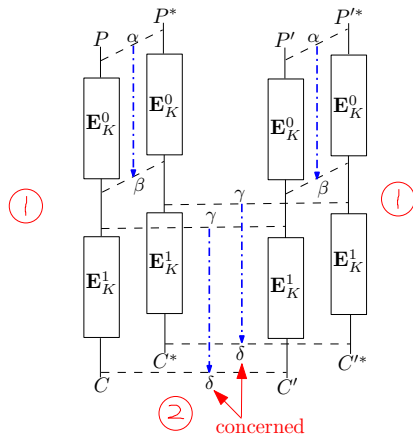 P P* P′ P′*
α α
E⁰_K E⁰_K E⁰_K E⁰_K
β β
① γ ①
γ
E¹_K E¹_K E¹_K E¹_K
δ
C* C′*
C δ C′
②
concerned